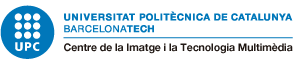 UPC
UNIVERSITAT POLITÈCNICA DE CATALUNYA
BARCELONATECH
Centre de la Imatge i la Tecnologia Multimèdia